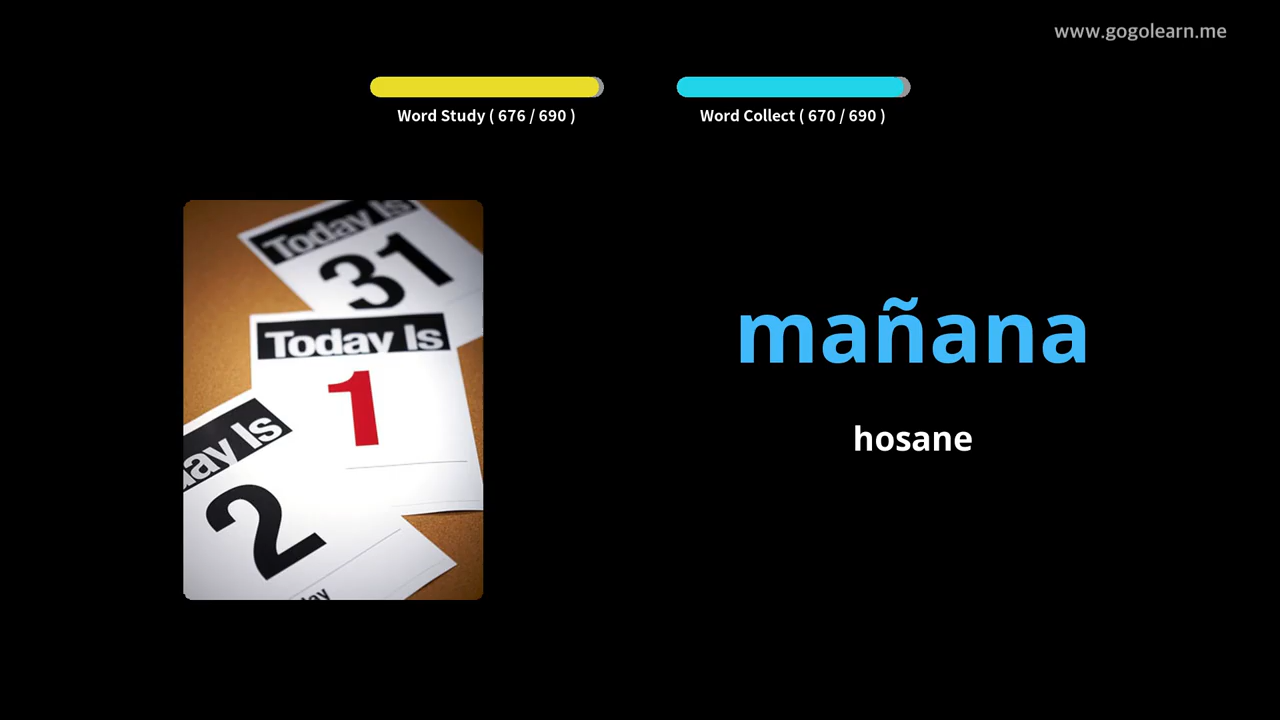 www.gogolearn.me
Word Study ( 676 / 690 )
Word Collect ( 670 / 690 )
Today Is
31
Today Is
1
ay Is
2
ay
mañana
hosane